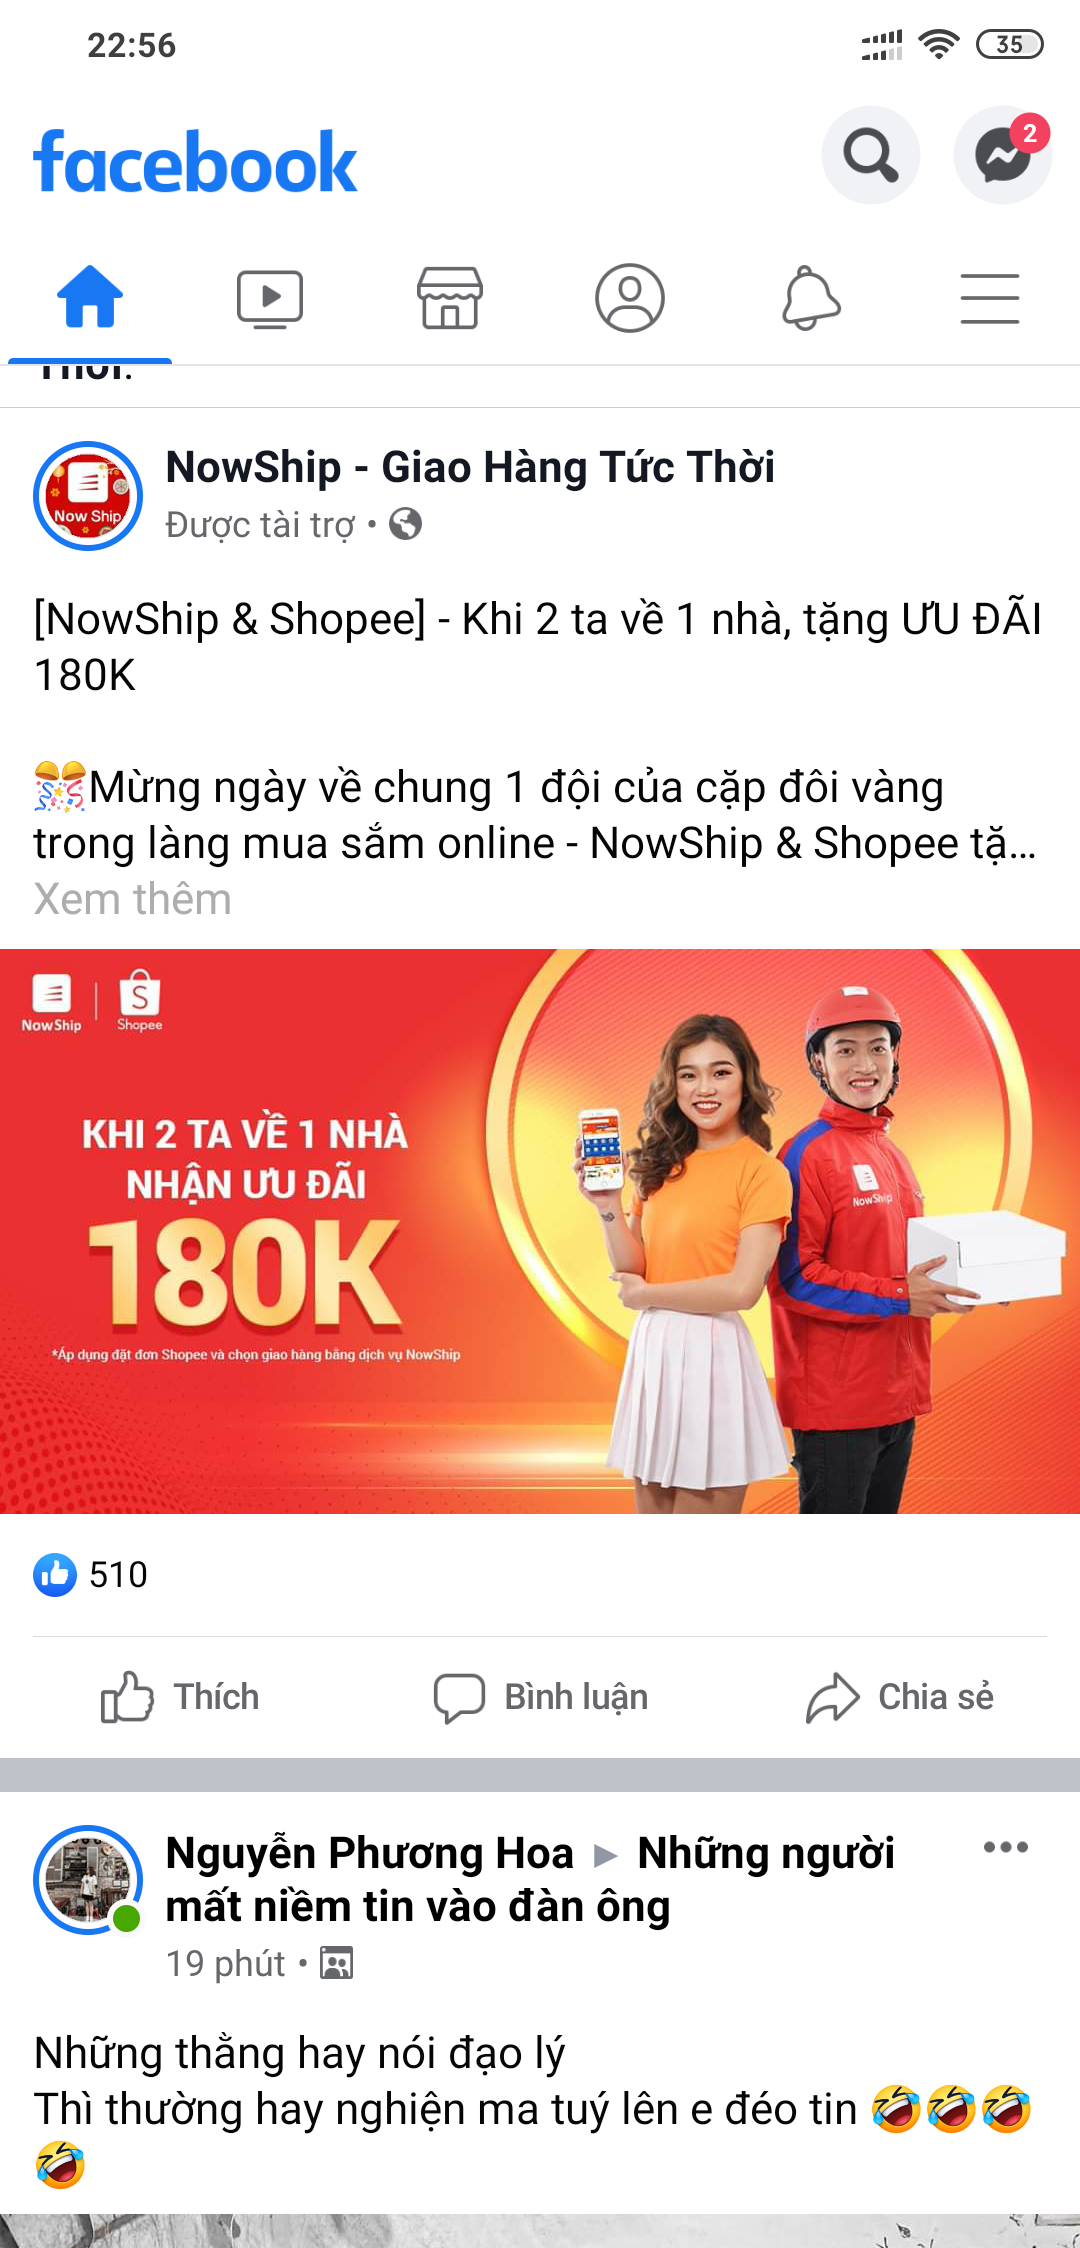 22:56
35
facebook
2
NowShip - Giao Hàng Tức Thời
Được tài trợ •
[NowShip & Shopee] - Khi 2 ta về 1 nhà, tặng ƯU ĐÃI
180K
🎊Mừng ngày về chung 1 đội của cặp đôi vàng
trong làng mua sắm online - NowShip & Shopee tặ...
Xem thêm
NowShip
Shopee
KHI 2 TA VỀ 1 NHÀ
NHẬN ƯU ĐÃI
180K
*Áp dụng đặt đơn Shopee và chọn giao hàng bằng dịch vụ NowShip
NowShip
510
Thích
Bình luận
Chia sẻ
Nguyễn Phương Hoa ▸ Những người
mất niềm tin vào đàn ông
19 phút •
Những thằng hay nói đạo lý
Thì thường hay nghiện ma tuý lên e đéo tin 🤣🤣🤣
🤣